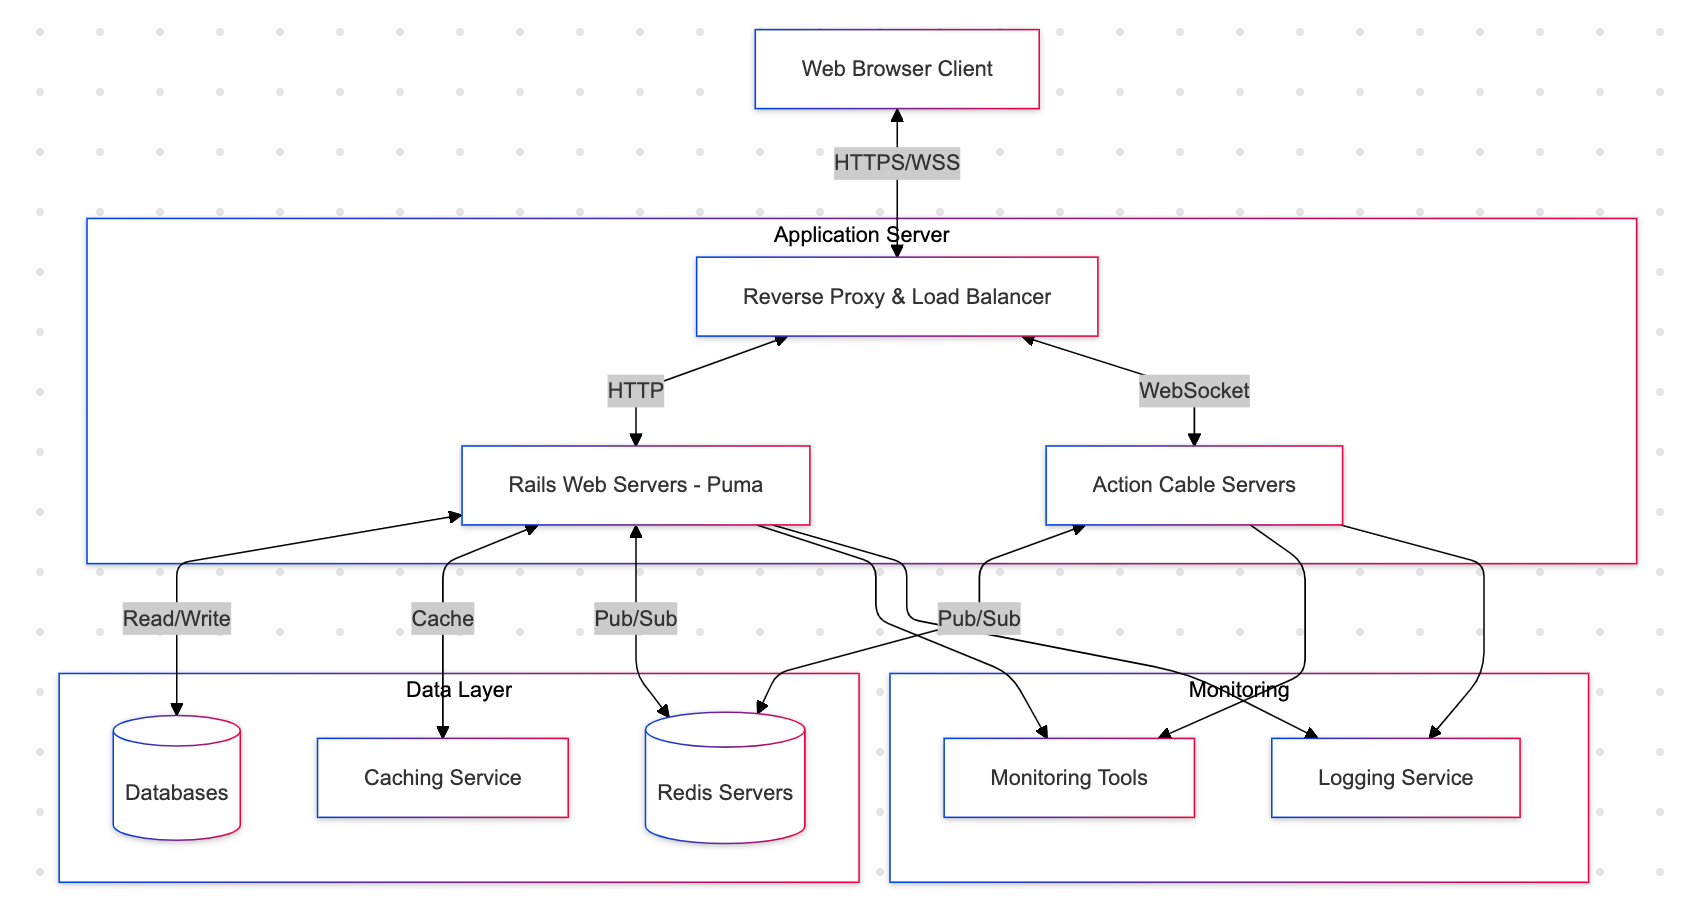 Web Browser Client
HTTPS/WSS
Application Server
Reverse Proxy & Load Balancer
HTTP
WebSocket
Rails Web Servers - Puma
Action Cable Servers
Read/Write
Cache
Pub/Sub
Pub/Sub
Data Layer
Monitoring
Databases
Caching Service
Redis Servers
Monitoring Tools
Logging Service